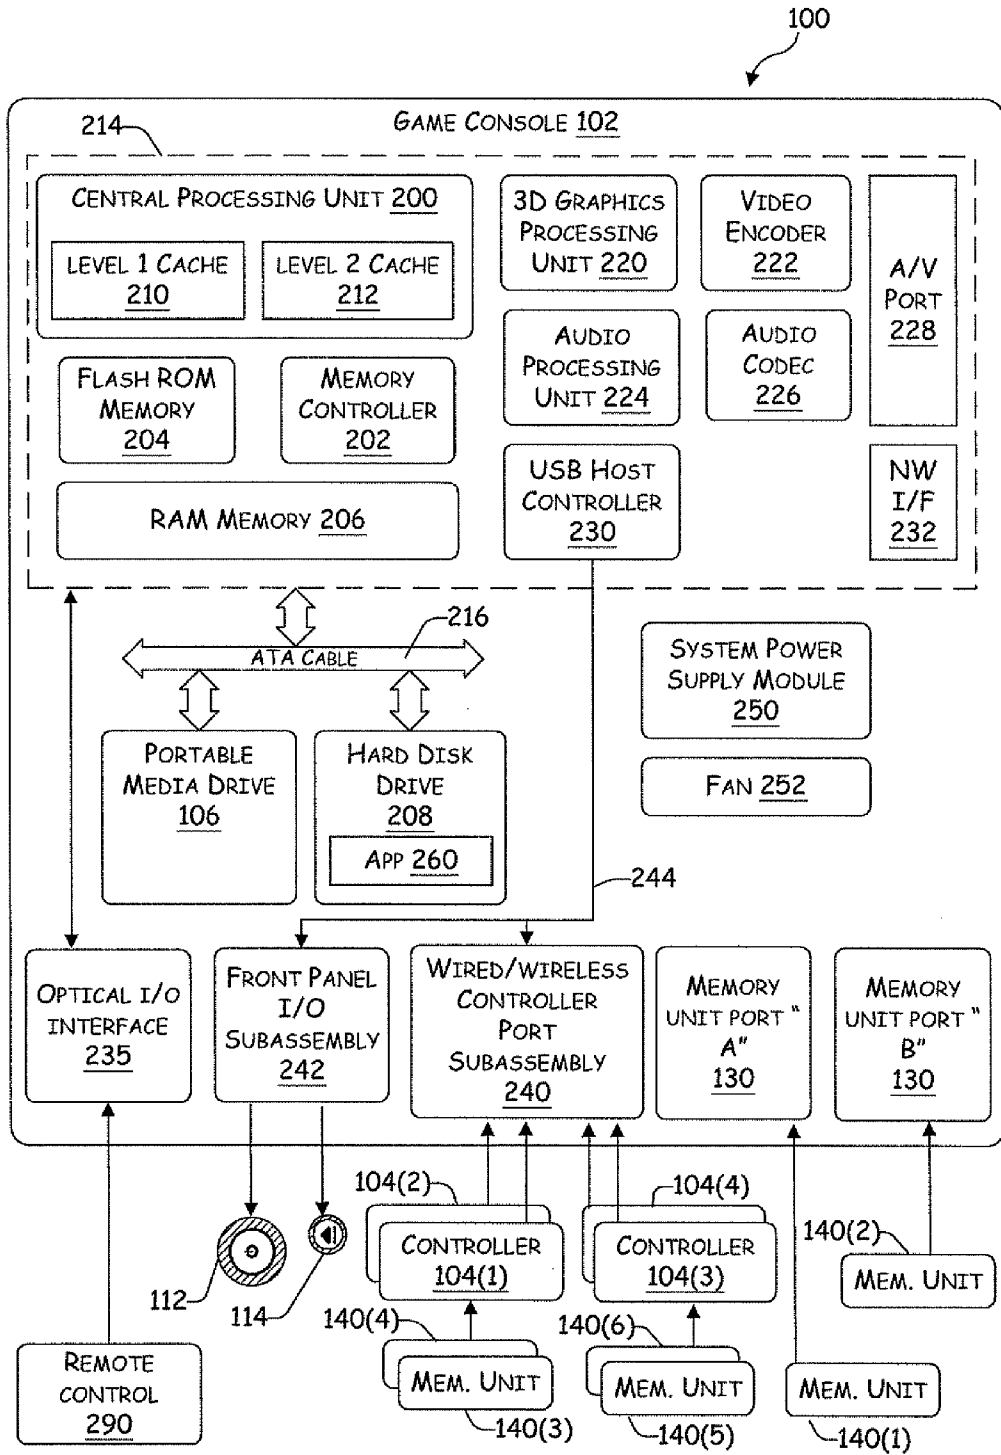 100
GAME CONSOLE 102
214
CENTRAL PROCESSING UNIT 200
LEVEL 1 CACHE
210
LEVEL 2 CACHE
212
3D GRAPHICS
PROCESSING
UNIT 220
VIDEO
ENCODER
222
A/V
PORT
228
FLASH ROM
MEMORY
204
MEMORY
CONTROLLER
202
AUDIO
PROCESSING
UNIT 224
AUDIO
CODEC
226
RAM MEMORY 206
USB HOST
CONTROLLER
230
NW
I/F
232
216
ATA CABLE
SYSTEM POWER
SUPPLY MODULE
250
PORTABLE
MEDIA DRIVE
106
HARD DISK
DRIVE
208
APP 260
FAN 252
244
OPTICAL I/O
INTERFACE
235
FRONT PANEL
I/O
SUBASSEMBLY
242
WIRED/WIRELESS
CONTROLLER
PORT
SUBASSEMBLY
240
MEMORY
UNIT PORT "
A"
130
MEMORY
UNIT PORT "
B"
130
104(2)
CONTROLLER
104(1)
104(4)
CONTROLLER
104(3)
140(2)
MEM. UNIT
112
114
140(4)
MEM. UNIT
140(3)
140(6)
MEM. UNIT
140(5)
MEM. UNIT
140(1)
REMOTE
CONTROL
290